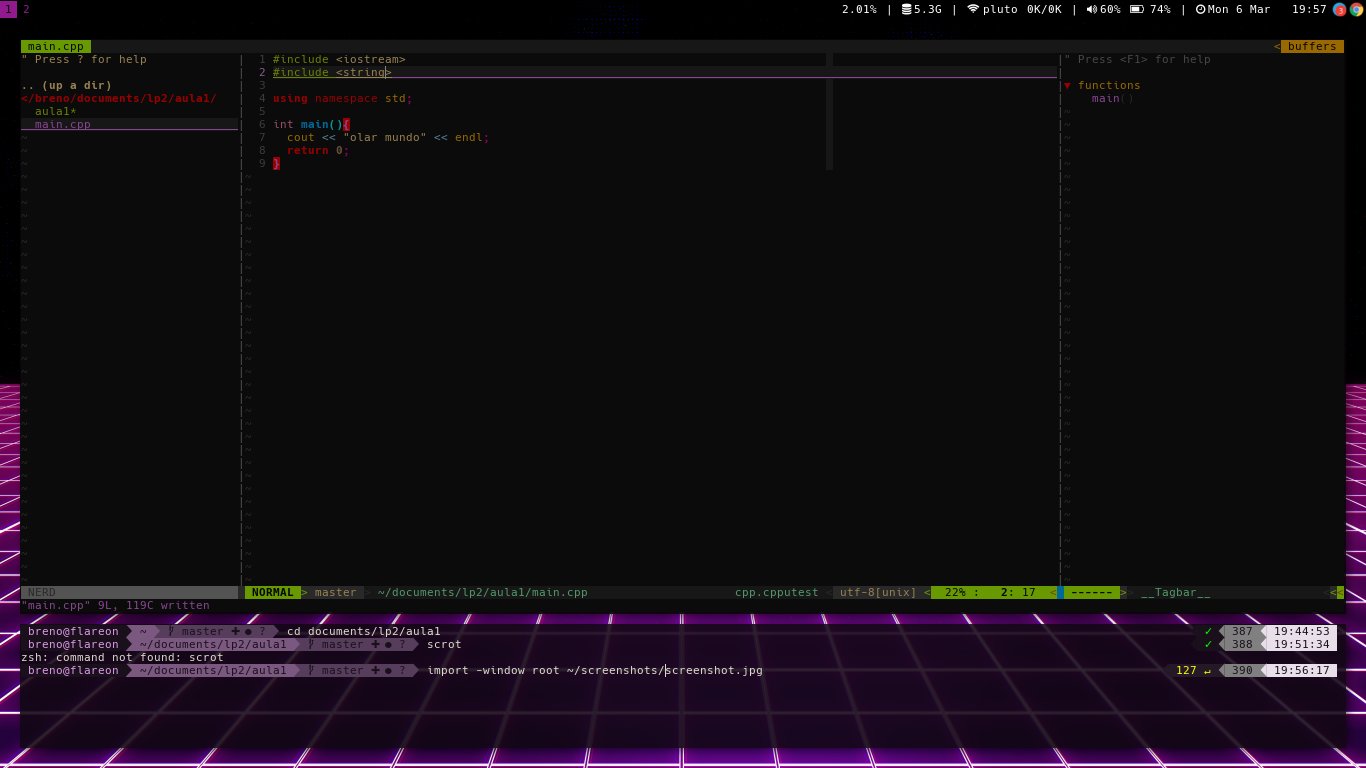 1 2 2.01% | 5.3G | pluto 0K/0K | 60% 74% | Mon 6 Mar 19:57 3
main.cpp < buffers
" Press ? for help
.. (up a dir)
</breno/documents/lp2/aula1/
aula1*
main.cpp
1 #include <iostream>
2 #include <string>
3
4 using namespace std;
5
6 int main(){
7 cout << "olar mundo" << endl;
8 return 0;
9 }
" Press <F1> for help
▼ functions
main()
NERD
NORMAL > master > ~/documents/lp2/aula1/main.cpp cpp.cpputest < utf-8[unix] < 22% : 2: 17 < ------ > __Tagbar__ <<
"main.cpp" 9L, 119C written
breno@flareon ~ master ✚ ● ? cd documents/lp2/aula1 ✓ 387 19:44:53
breno@flareon ~/documents/lp2/aula1 master ✚ ● ? scrot ✓ 388 19:51:34
zsh: command not found: scrot
breno@flareon ~/documents/lp2/aula1 master ✚ ● ? import -window root ~/screenshots/screenshot.jpg 127 ↵ 390 19:56:17